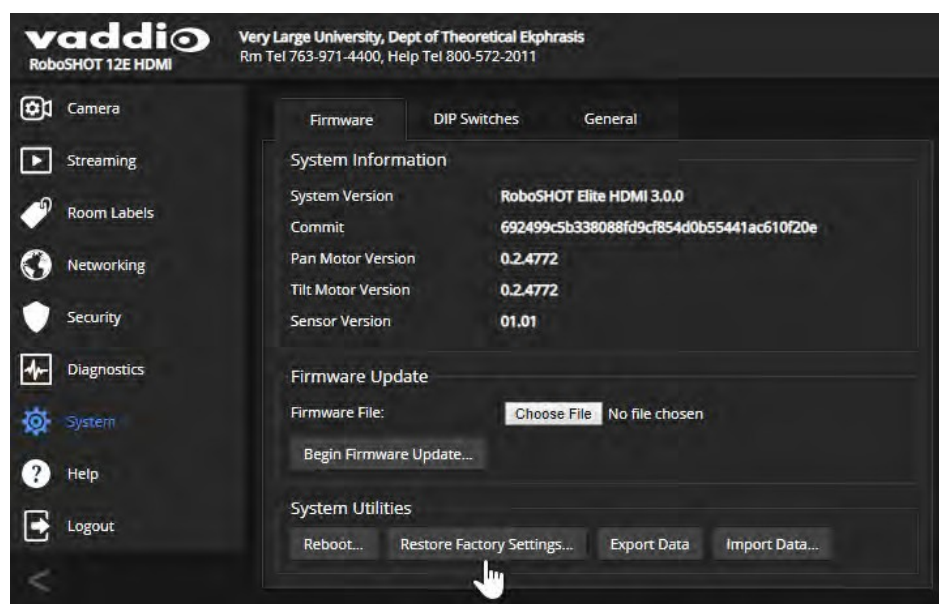 vaddio
RoboSHOT 12E HDMI
Very Large University, Dept of Theoretical Ekphrasis
Rm Tel 763-971-4400, Help Tel 800-572-2011
Camera
Streaming
Room Labels
Networking
Security
Diagnostics
System
Help
Logout
<
Firmware DIP Switches General
System Information
System Version RoboSHOT Elite HDMI 3.0.0
Commit 692499c5b338088fd9cf854d0b55441ac610f20e
Pan Motor Version 0.2.4772
Tilt Motor Version 0.2.4772
Sensor Version 01.01
Firmware Update
Firmware File: Choose File No file chosen
Begin Firmware Update...
System Utilities
Reboot... Restore Factory Settings... Export Data Import Data...